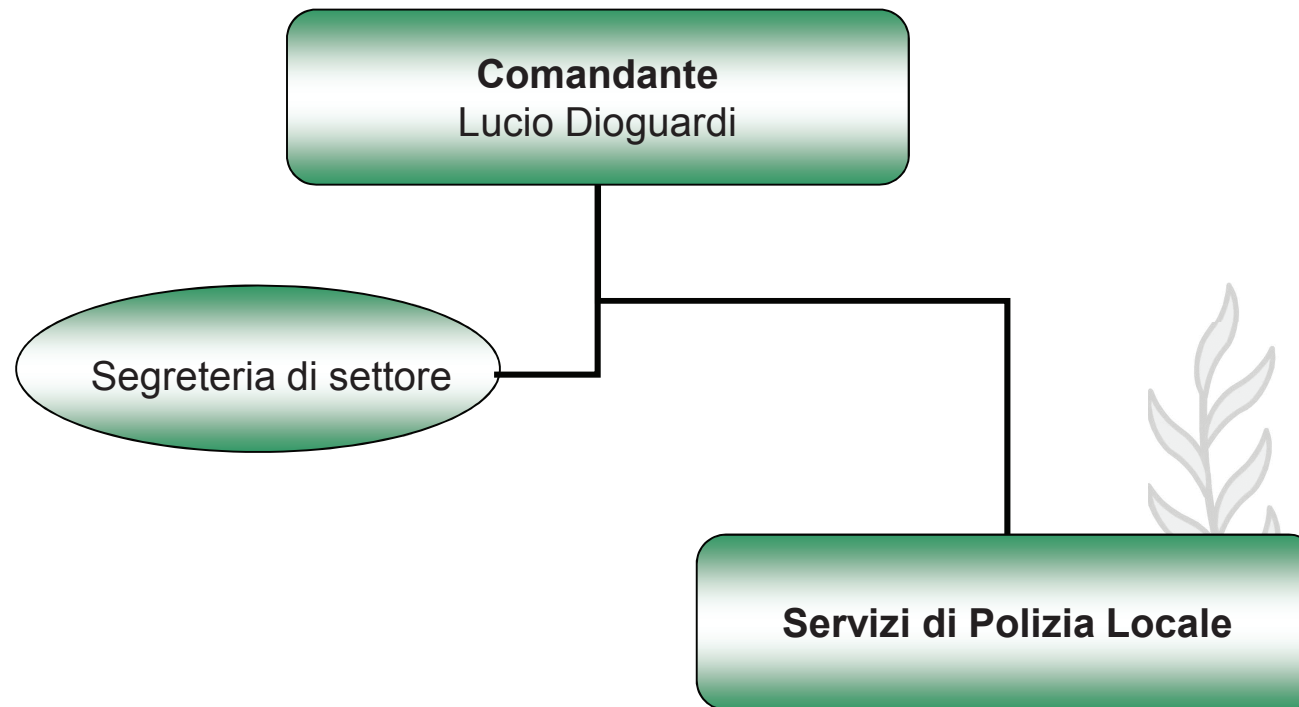 Comandante
Lucio Dioguardi
Segreteria di settore
Servizi di Polizia Locale